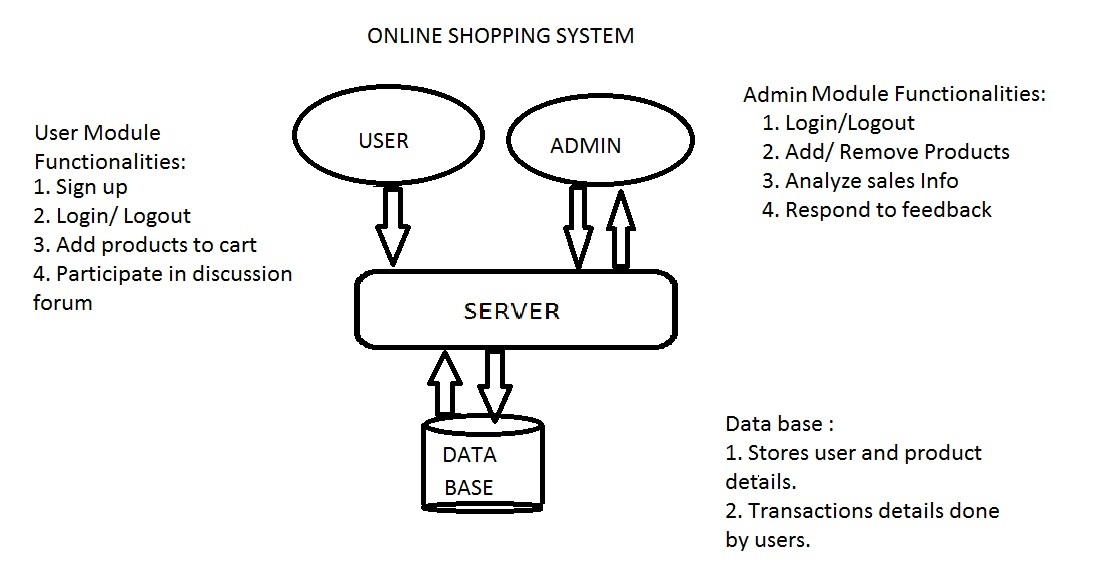 ONLINE SHOPPING SYSTEM
User Module
Functionalities:
1. Sign up
2. Login/ Logout
3. Add products to cart
4. Participate in discussion
forum
USER
ADMIN
Admin Module Functionalities:
1. Login/Logout
2. Add/ Remove Products
3. Analyze sales Info
4. Respond to feedback
SERVER
DATA
BASE
Data base :
1. Stores user and product
details.
2. Transactions details done
by users.